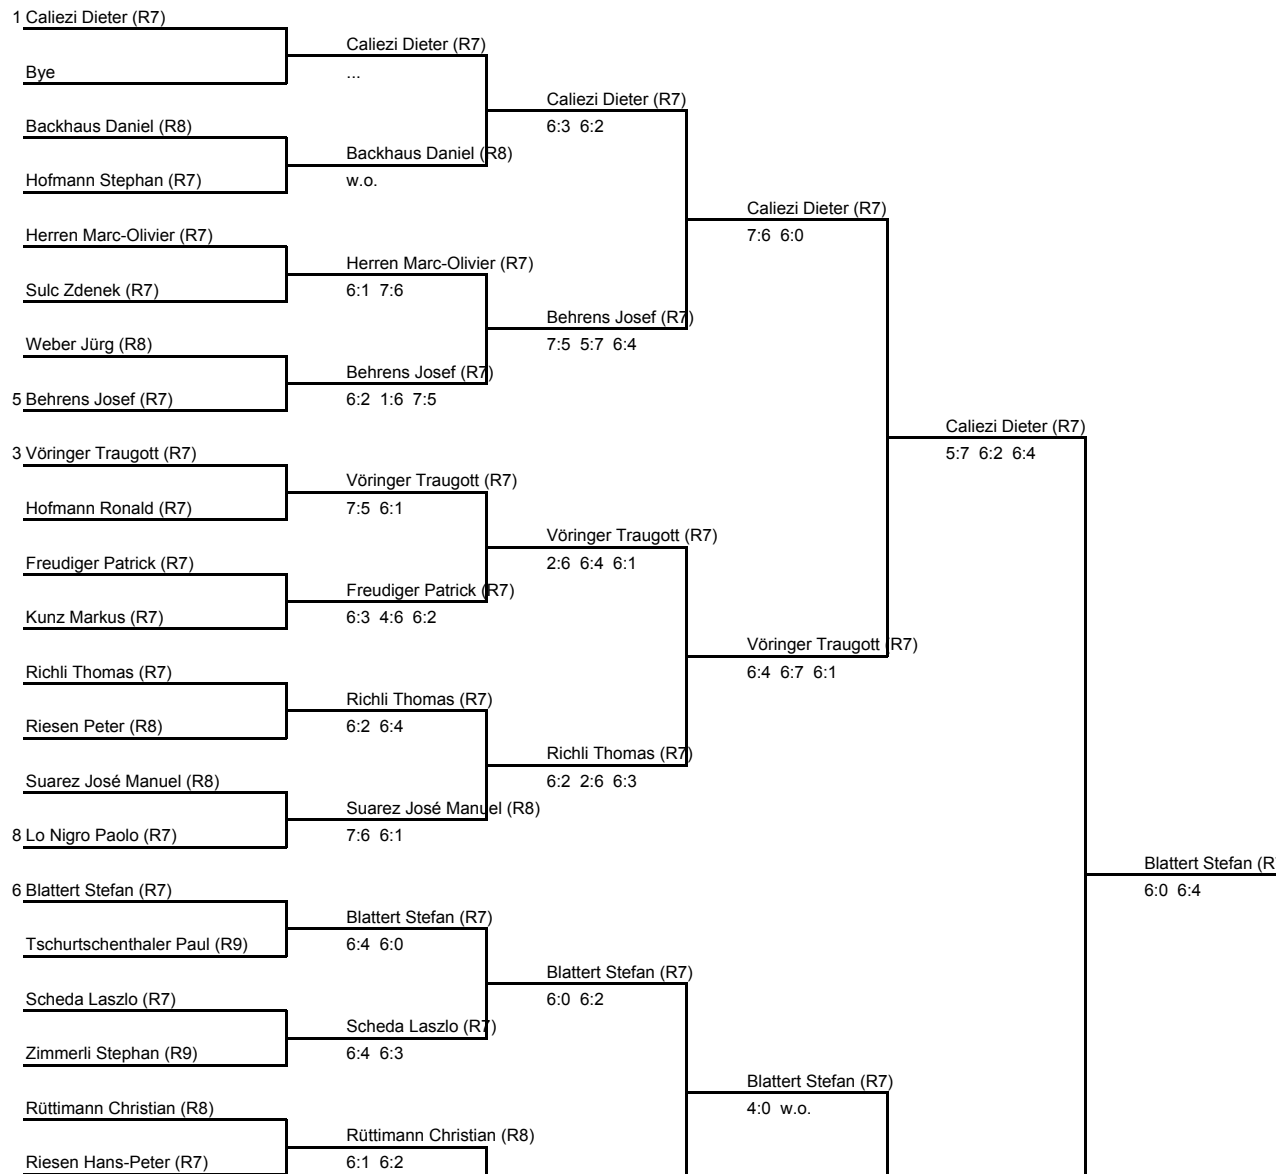 1 Caliezi Dieter (R7)
Bye
Backhaus Daniel (R8)
Hofmann Stephan (R7)
Herren Marc-Olivier (R7)
Sulc Zdenek (R7)
Weber Jürg (R8)
5 Behrens Josef (R7)
3 Vöringer Traugott (R7)
Hofmann Ronald (R7)
Freudiger Patrick (R7)
Kunz Markus (R7)
Richli Thomas (R7)
Riesen Peter (R8)
Suarez José Manuel (R8)
8 Lo Nigro Paolo (R7)
6 Blattert Stefan (R7)
Tschurtschenthaler Paul (R9)
Scheda Laszlo (R7)
Zimmerli Stephan (R9)
Rüttimann Christian (R8)
Riesen Hans-Peter (R7)
Caliezi Dieter (R7)
...
Backhaus Daniel (R8)
w.o.
Herren Marc-Olivier (R7)
6:1 7:6
Behrens Josef (R7)
6:2 1:6 7:5
Vöringer Traugott (R7)
7:5 6:1
Freudiger Patrick (R7)
6:3 4:6 6:2
Richli Thomas (R7)
6:2 6:4
Suarez José Manuel (R8)
7:6 6:1
Blattert Stefan (R7)
6:4 6:0
Scheda Laszlo (R7)
6:4 6:3
Rüttimann Christian (R8)
6:1 6:2
Caliezi Dieter (R7)
6:3 6:2
Behrens Josef (R7)
7:5 5:7 6:4
Vöringer Traugott (R7)
2:6 6:4 6:1
Richli Thomas (R7)
6:2 2:6 6:3
Blattert Stefan (R7)
6:0 6:2
Caliezi Dieter (R7)
7:6 6:0
Vöringer Traugott (R7)
6:4 6:7 6:1
Blattert Stefan (R7)
4:0 w.o.
Caliezi Dieter (R7)
5:7 6:2 6:4
Blattert Stefan (R
6:0 6:4